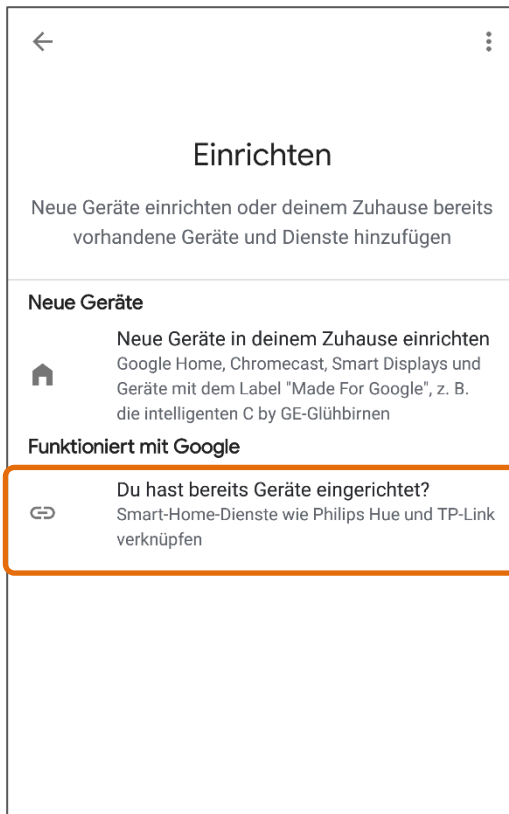 Einrichten
Neue Geräte einrichten oder deinem Zuhause bereits
vorhandene Geräte und Dienste hinzufügen
Neue Geräte
Neue Geräte in deinem Zuhause einrichten
Google Home, Chromecast, Smart Displays und
Geräte mit dem Label "Made For Google", z. B.
die intelligenten C by GE-Glühbirnen
Funktioniert mit Google
Du hast bereits Geräte eingerichtet?
Smart-Home-Dienste wie Philips Hue und TP-Link
verknüpfen